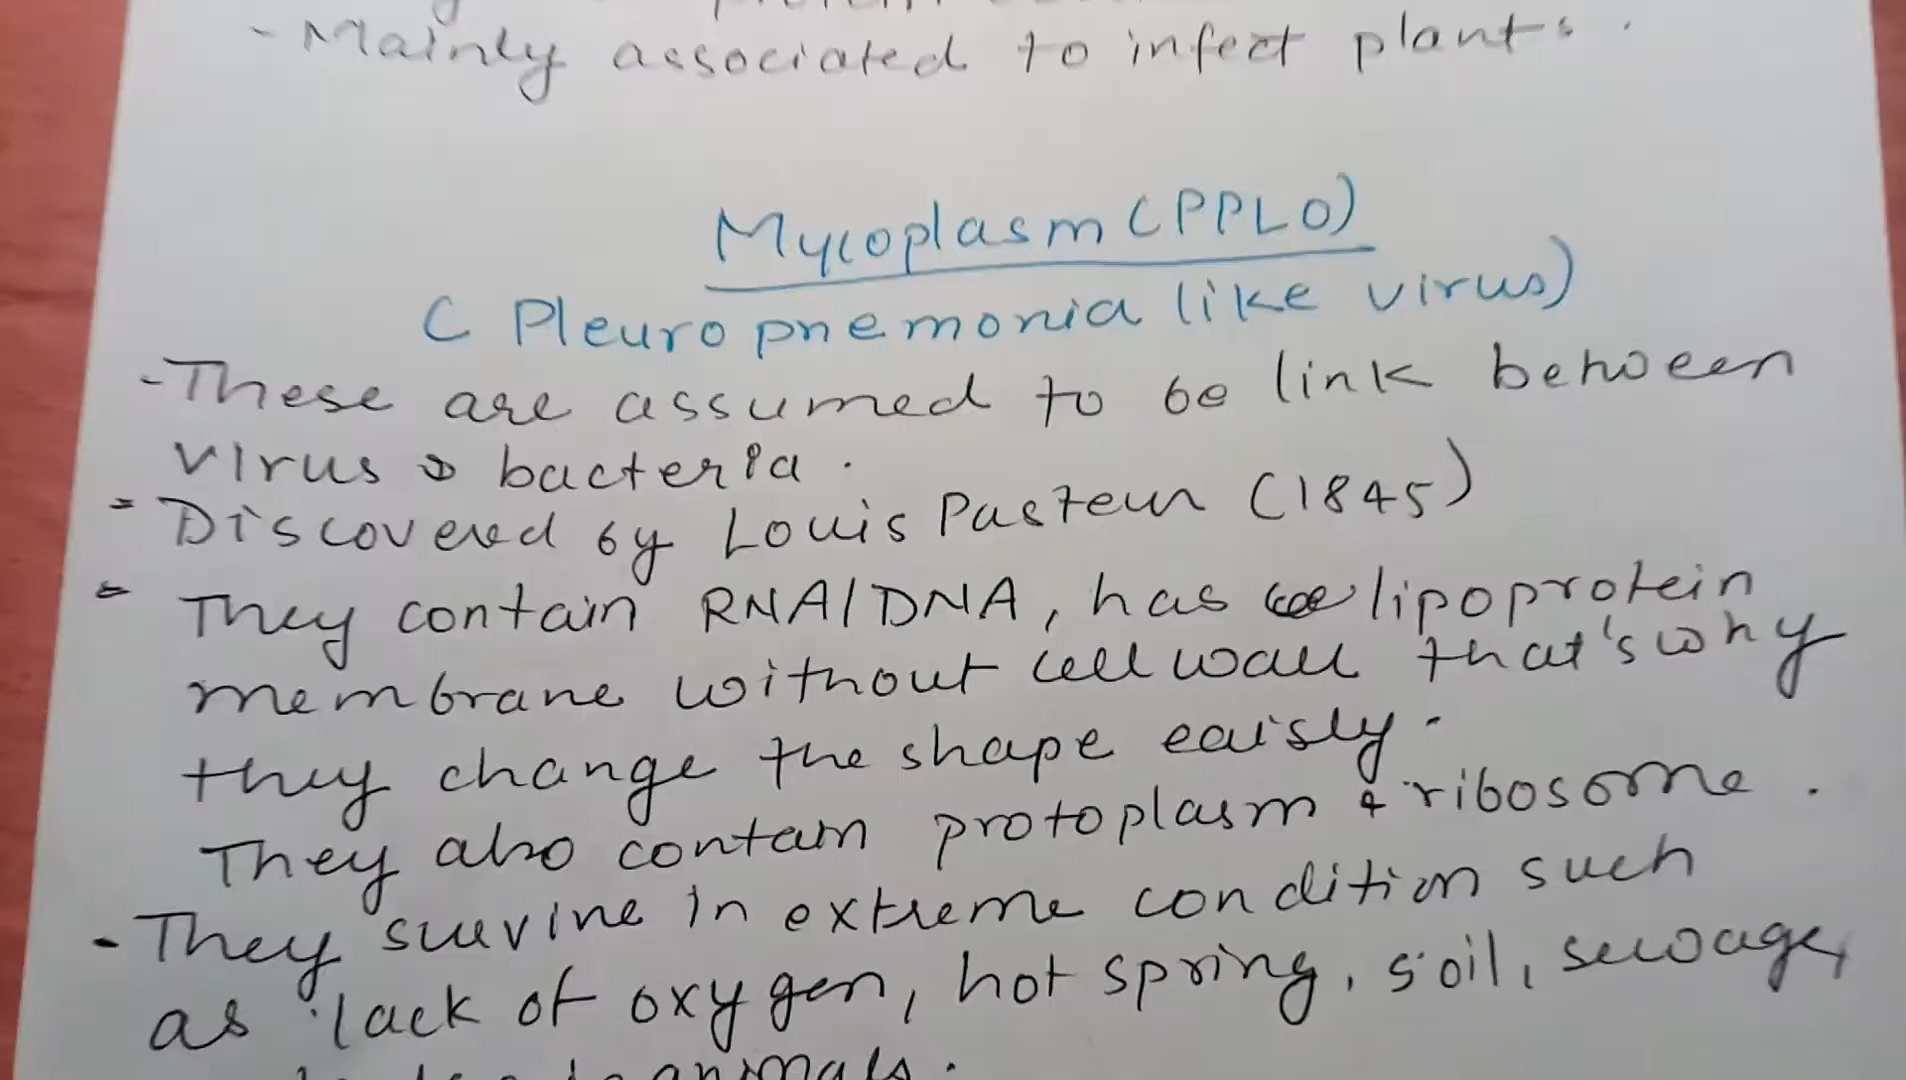 - Mainly associated to infect plants.
Mycoplasm (PPLO)
( Pleuro pnemonia like virus)
- These are assumed to be link between
virus & bacteria.
- Discovered by Louis Pasteur (1845)
- They contain RNA/DNA, has lipoprotein
membrane without cell wall that's why
they change the shape eaisly.
They also contain protoplasm & ribosome.
- They survive in extreme condition such
as lack of oxygen, hot spring, soil, sewage,
animals.